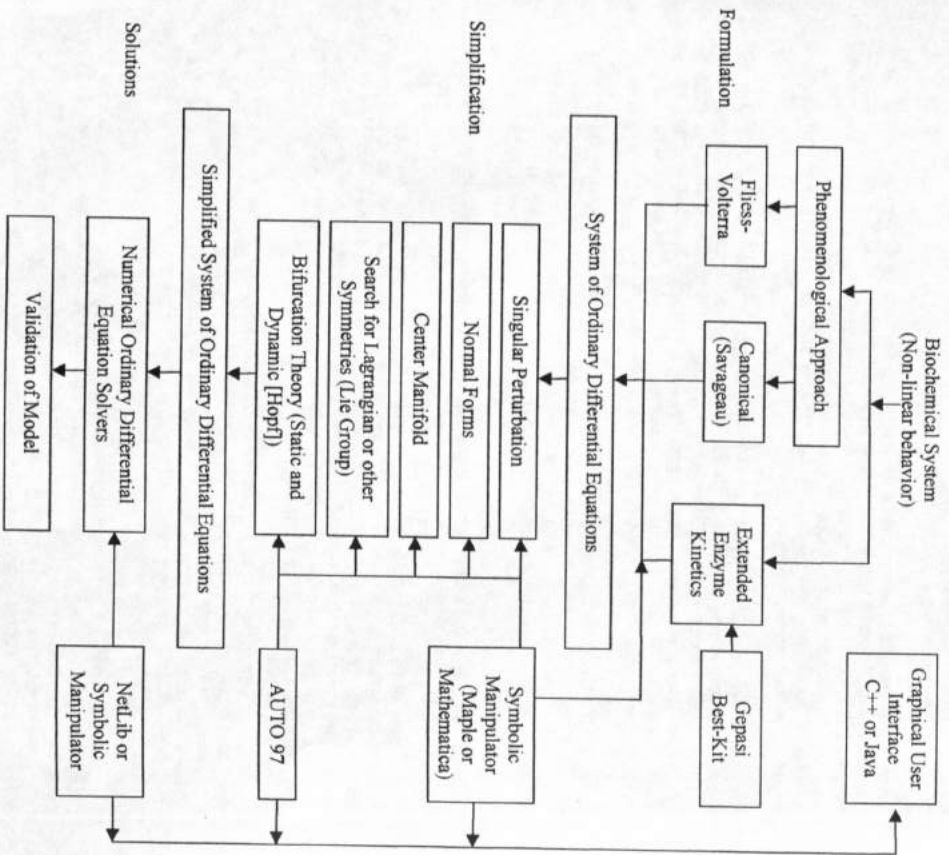 Biochemical System
(Non-linear behavior)
Graphical User
Interface
C++ or Java
Formulation
Phenomenological Approach
Fliess-
Volterra
Canonical
(Savageau)
Extended
Enzyme
Kinetics
Gepasi
Best-Kit
System of Ordinary Differential Equations
Simplification
Singular Perturbation
Normal Forms
Center Manifold
Search for Lagrangian or other
Symmetries (Lie Group)
Bifurcation Theory (Static and
Dynamic [Hopf])
Symbolic
Manipulator
(Maple or
Mathematica)
AUTO 97
Simplified System of Ordinary Differential Equations
Solutions
Numerical Ordinary Differential
Equation Solvers
NetLib or
Symbolic
Manipulator
Validation of Model